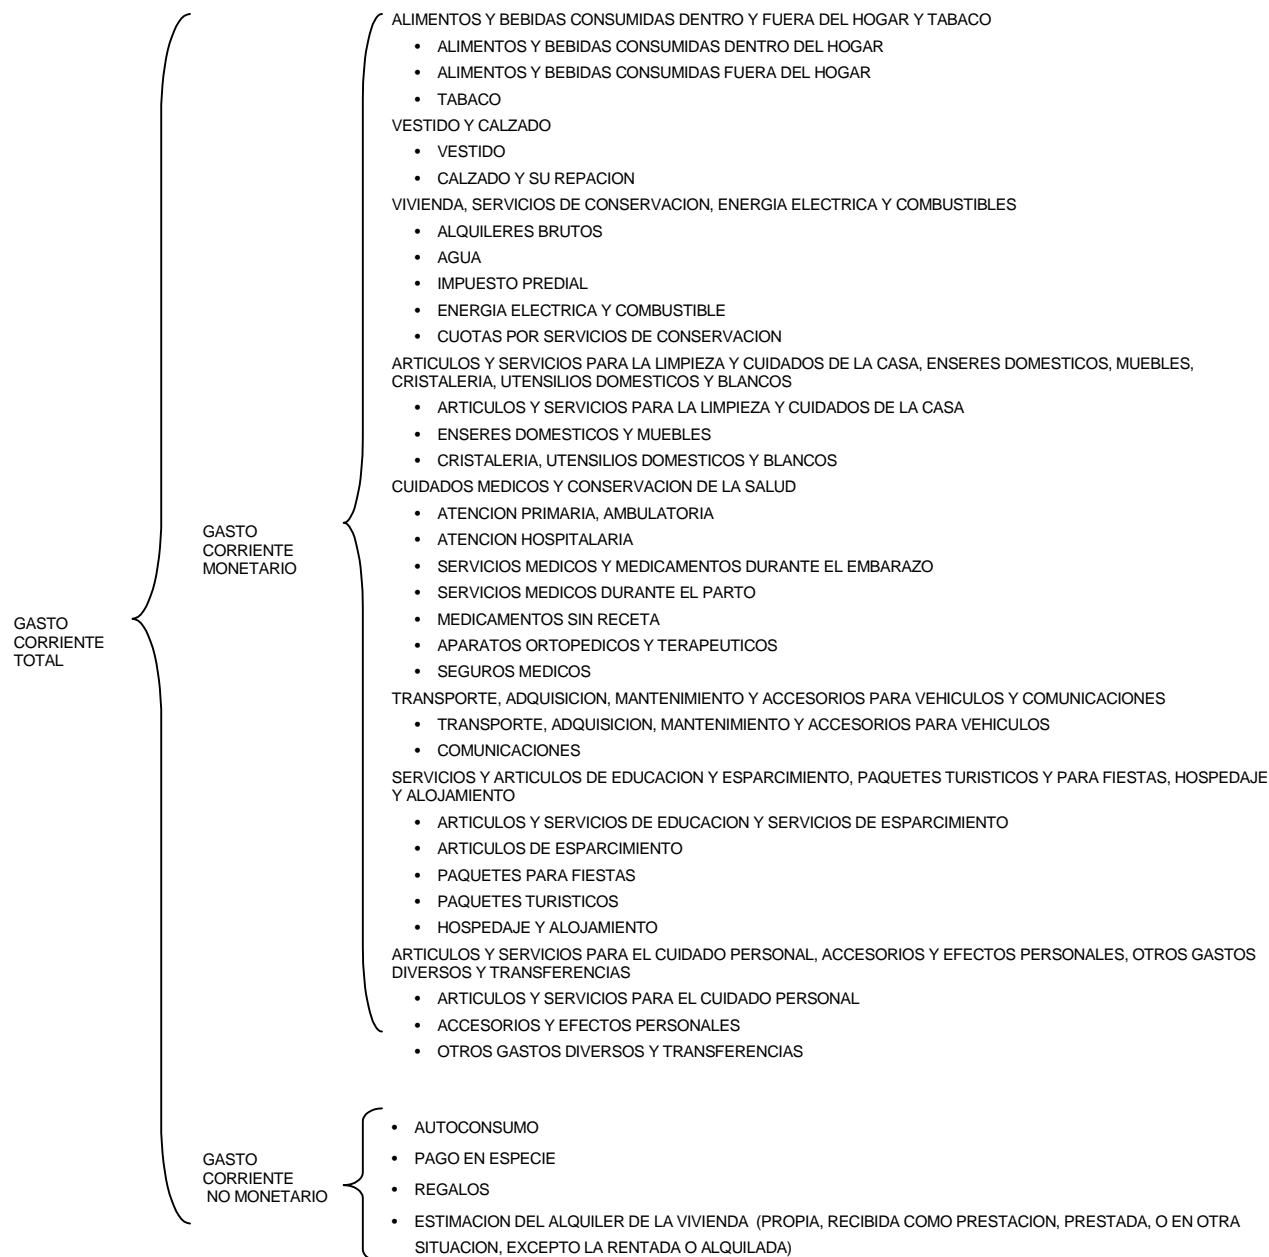 GASTO
CORRIENTE
TOTAL
GASTO
CORRIENTE
MONETARIO
ALIMENTOS Y BEBIDAS CONSUMIDAS DENTRO Y FUERA DEL HOGAR Y TABACO
• ALIMENTOS Y BEBIDAS CONSUMIDAS DENTRO DEL HOGAR
• ALIMENTOS Y BEBIDAS CONSUMIDAS FUERA DEL HOGAR
• TABACO
VESTIDO Y CALZADO
• VESTIDO
• CALZADO Y SU REPACION
VIVIENDA, SERVICIOS DE CONSERVACION, ENERGIA ELECTRICA Y COMBUSTIBLES
• ALQUILERES BRUTOS
• AGUA
• IMPUESTO PREDIAL
• ENERGIA ELECTRICA Y COMBUSTIBLE
• CUOTAS POR SERVICIOS DE CONSERVACION
ARTICULOS Y SERVICIOS PARA LA LIMPIEZA Y CUIDADOS DE LA CASA, ENSERES DOMESTICOS, MUEBLES,
CRISTALERIA, UTENSILIOS DOMESTICOS Y BLANCOS
• ARTICULOS Y SERVICIOS PARA LA LIMPIEZA Y CUIDADOS DE LA CASA
• ENSERES DOMESTICOS Y MUEBLES
• CRISTALERIA, UTENSILIOS DOMESTICOS Y BLANCOS
CUIDADOS MEDICOS Y CONSERVACION DE LA SALUD
• ATENCION PRIMARIA, AMBULATORIA
• ATENCION HOSPITALARIA
• SERVICIOS MEDICOS Y MEDICAMENTOS DURANTE EL EMBARAZO
• SERVICIOS MEDICOS DURANTE EL PARTO
• MEDICAMENTOS SIN RECETA
• APARATOS ORTOPEDICOS Y TERAPEUTICOS
• SEGUROS MEDICOS
TRANSPORTE, ADQUISICION, MANTENIMIENTO Y ACCESORIOS PARA VEHICULOS Y COMUNICACIONES
• TRANSPORTE, ADQUISICION, MANTENIMIENTO Y ACCESORIOS PARA VEHICULOS
• COMUNICACIONES
SERVICIOS Y ARTICULOS DE EDUCACION Y ESPARCIMIENTO, PAQUETES TURISTICOS Y PARA FIESTAS, HOSPEDAJE
Y ALOJAMIENTO
• ARTICULOS Y SERVICIOS DE EDUCACION Y SERVICIOS DE ESPARCIMIENTO
• ARTICULOS DE ESPARCIMIENTO
• PAQUETES PARA FIESTAS
• PAQUETES TURISTICOS
• HOSPEDAJE Y ALOJAMIENTO
ARTICULOS Y SERVICIOS PARA EL CUIDADO PERSONAL, ACCESORIOS Y EFECTOS PERSONALES, OTROS GASTOS
DIVERSOS Y TRANSFERENCIAS
• ARTICULOS Y SERVICIOS PARA EL CUIDADO PERSONAL
• ACCESORIOS Y EFECTOS PERSONALES
• OTROS GASTOS DIVERSOS Y TRANSFERENCIAS
GASTO
CORRIENTE
NO MONETARIO
• AUTOCONSUMO
• PAGO EN ESPECIE
• REGALOS
• ESTIMACION DEL ALQUILER DE LA VIVIENDA (PROPIA, RECIBIDA COMO PRESTACION, PRESTADA, O EN OTRA
SITUACION, EXCEPTO LA RENTADA O ALQUILADA)